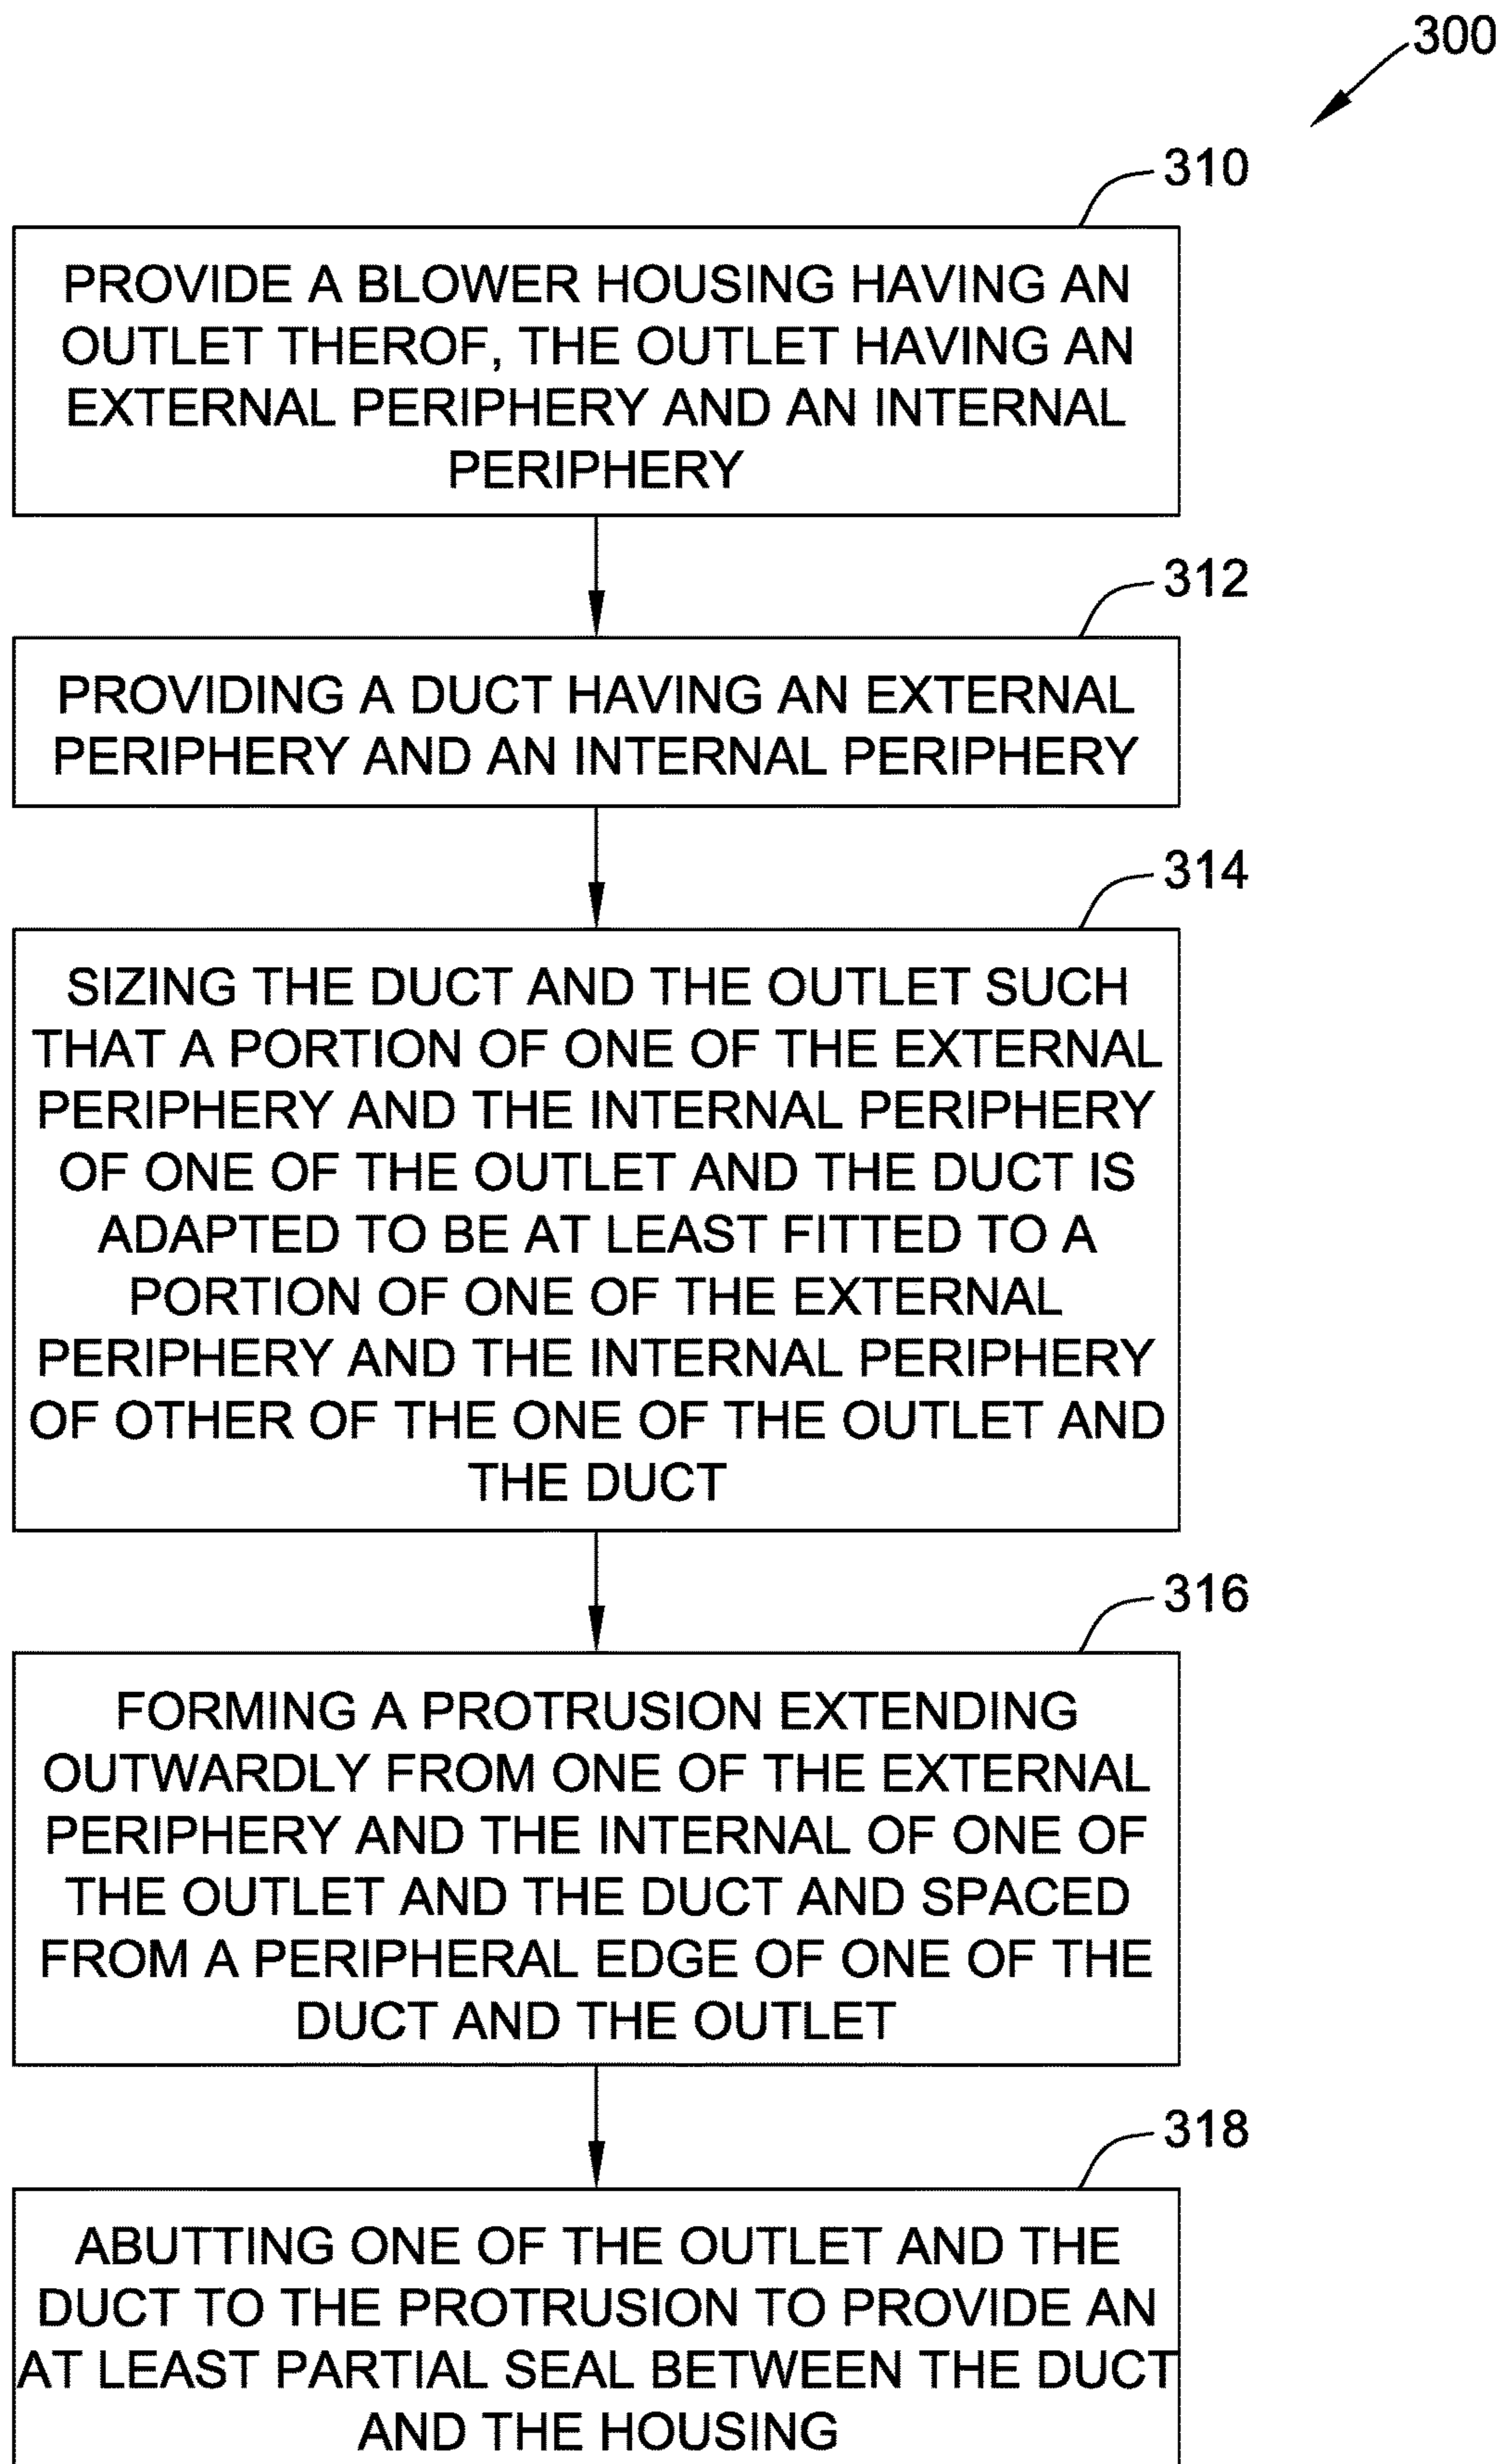 300
310
PROVIDE A BLOWER HOUSING HAVING AN
OUTLET THEROF, THE OUTLET HAVING AN
EXTERNAL PERIPHERY AND AN INTERNAL
PERIPHERY
312
PROVIDING A DUCT HAVING AN EXTERNAL
PERIPHERY AND AN INTERNAL PERIPHERY
314
SIZING THE DUCT AND THE OUTLET SUCH
THAT A PORTION OF ONE OF THE EXTERNAL
PERIPHERY AND THE INTERNAL PERIPHERY
OF ONE OF THE OUTLET AND THE DUCT IS
ADAPTED TO BE AT LEAST FITTED TO A
PORTION OF ONE OF THE EXTERNAL
PERIPHERY AND THE INTERNAL PERIPHERY
OF OTHER OF THE ONE OF THE OUTLET AND
THE DUCT
316
FORMING A PROTRUSION EXTENDING
OUTWARDLY FROM ONE OF THE EXTERNAL
PERIPHERY AND THE INTERNAL OF ONE OF
THE OUTLET AND THE DUCT AND SPACED
FROM A PERIPHERAL EDGE OF ONE OF THE
DUCT AND THE OUTLET
318
ABUTTING ONE OF THE OUTLET AND THE
DUCT TO THE PROTRUSION TO PROVIDE AN
AT LEAST PARTIAL SEAL BETWEEN THE DUCT
AND THE HOUSING